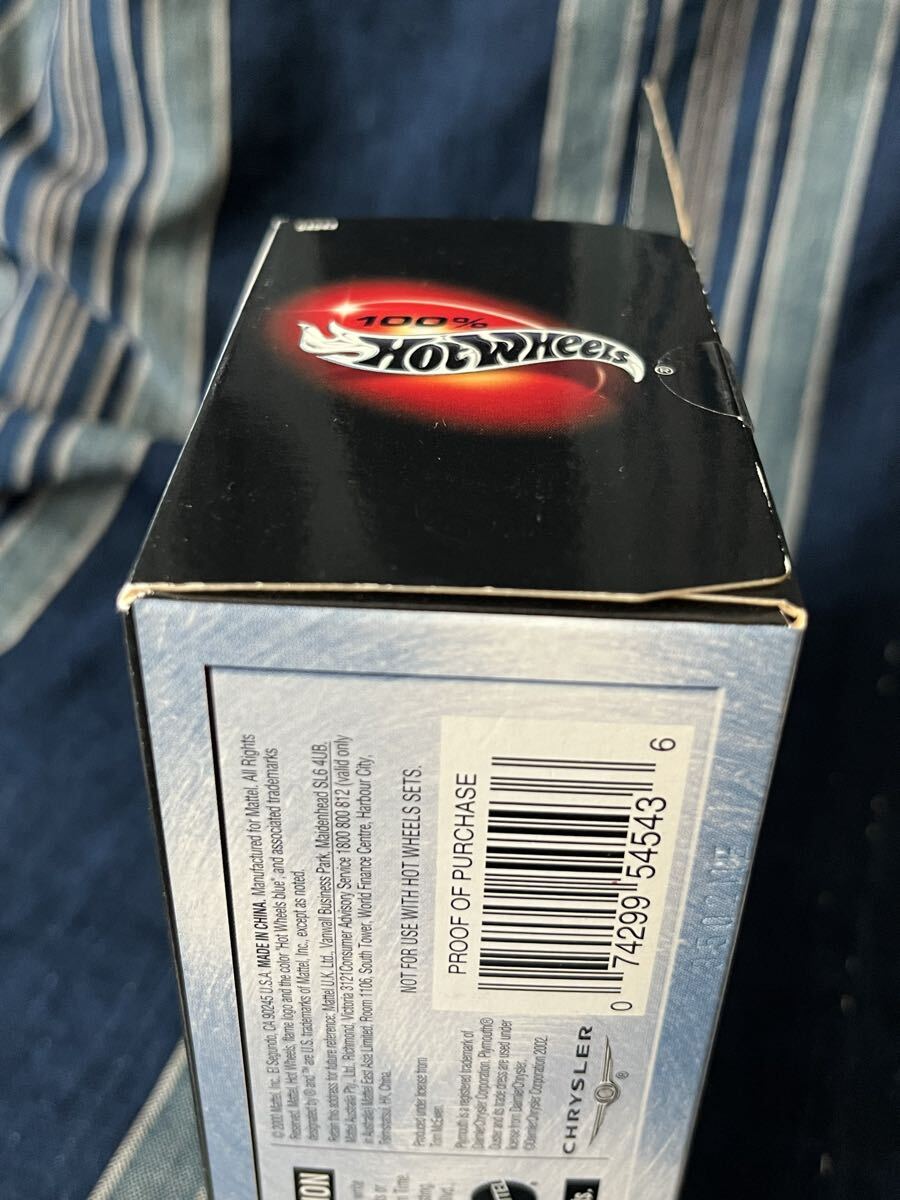 100%
HOT WHEELS ®
© 2002 Mattel, Inc., El Segundo, CA 90245 U.S.A. MADE IN CHINA. Manufactured for Mattel. All Rights
Reserved. Mattel, Hot Wheels, flame logo and the color "Hot Wheels blue", and associated trademarks
designated by ® and ™ are U.S. trademarks of Mattel, Inc., except as noted.
Retain this address for future reference: Mattel U.K. Ltd., Vanwall Business Park, Maidenhead SL6 4UB.
Mattel Australia Pty., Ltd., Richmond, Victoria 3121 Consumer Advisory Service 1800 800 812 (valid only
in Australia). Mattel East Asia Limited, Room 1106, South Tower, World Finance Centre, Harbour City,
Tsimshatsui, HK, China.
NOT FOR USE WITH HOT WHEELS SETS.
Produced under license from
Tom McEwen.
Plymouth is a registered trademark of
DaimlerChrysler Corporation. Plymouth®
Duster and its trade dress are used under
license from DaimlerChrysler.
©DaimlerChrysler Corporation 2002
PROOF OF PURCHASE
0 74299 54543 6
CHRYSLER ®